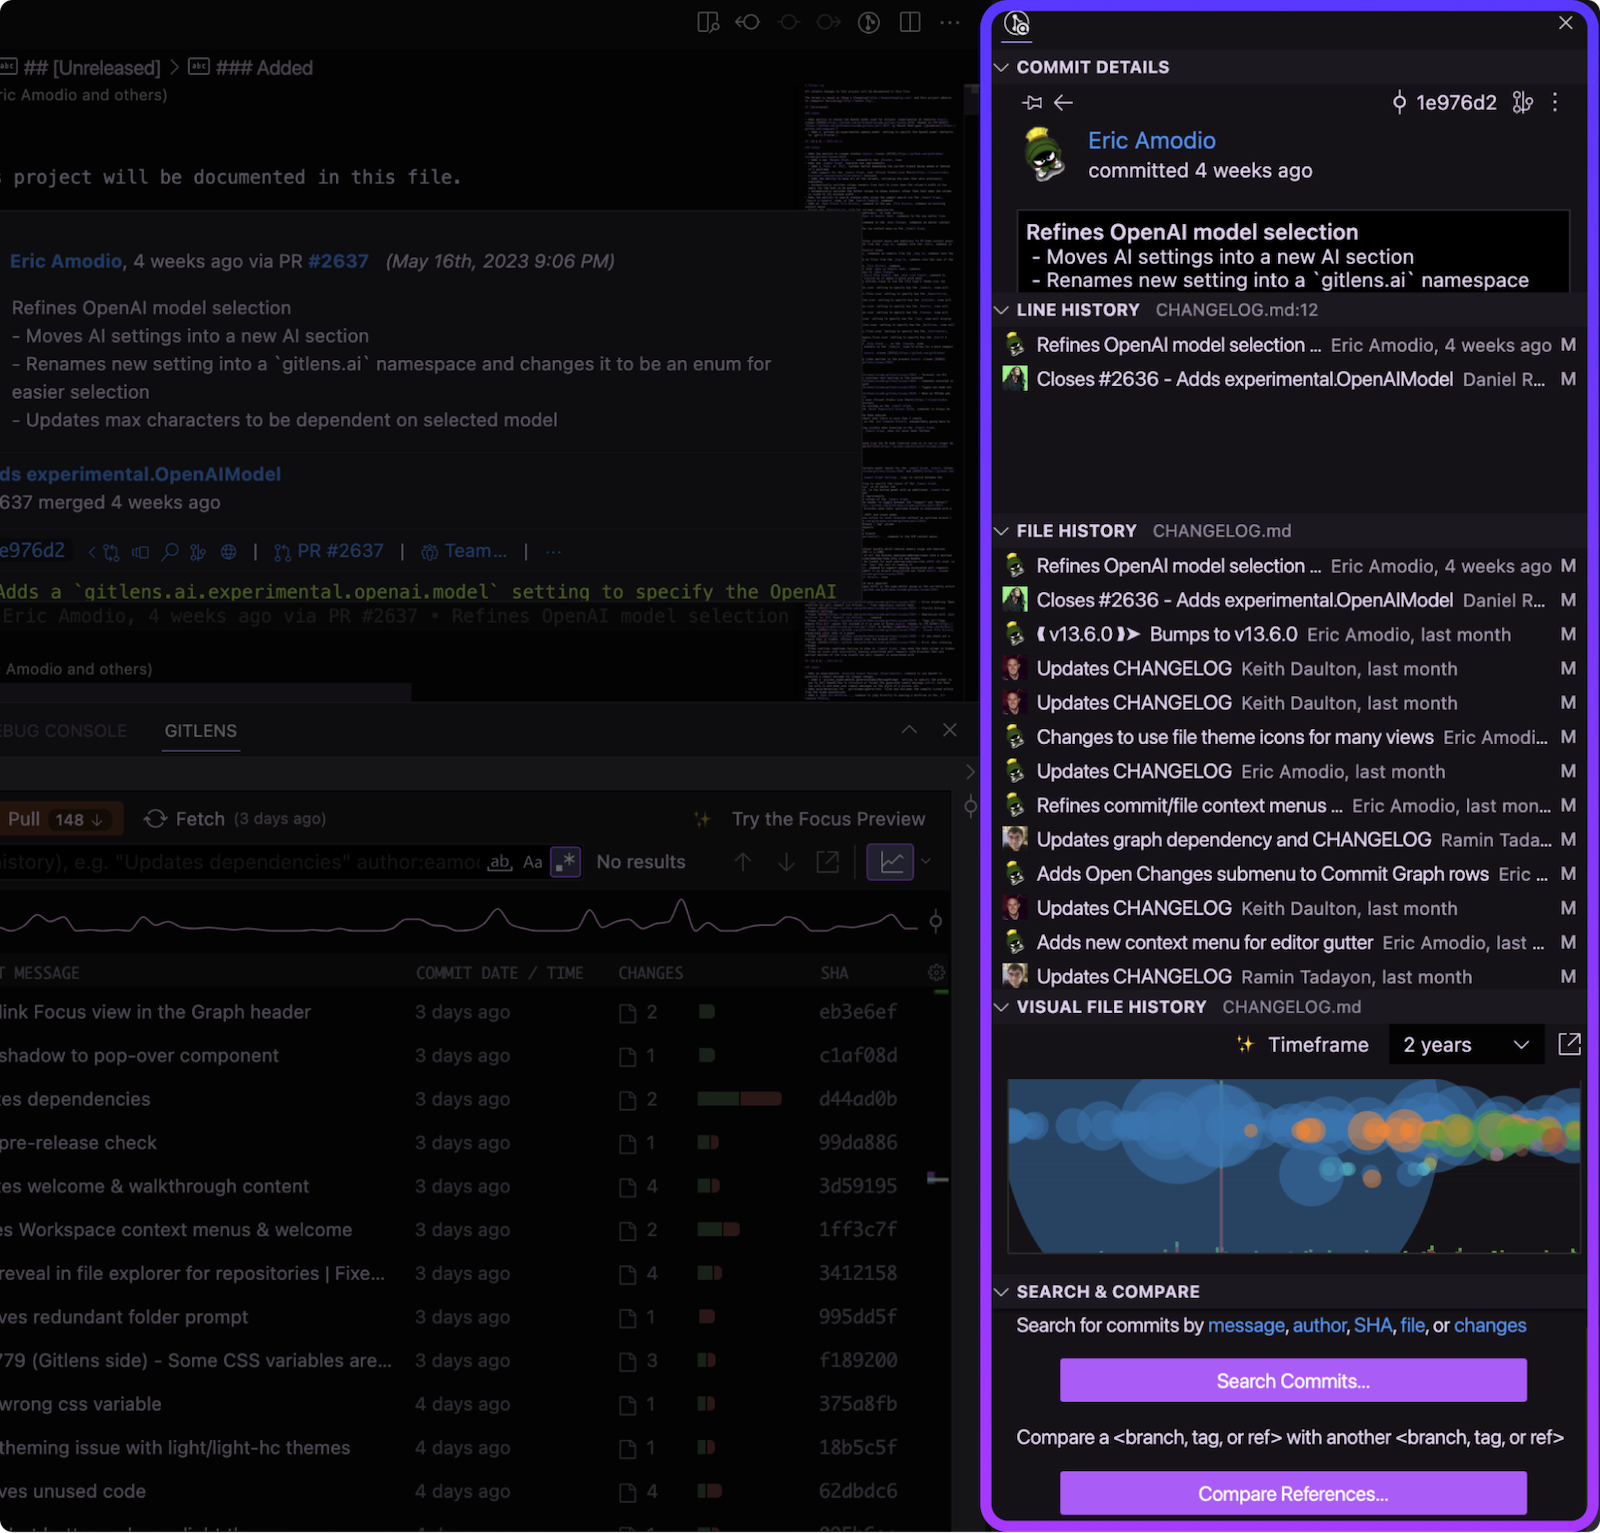 ## [Unreleased] > ### Added
ric Amodio and others)
s project will be documented in this file.
Eric Amodio, 4 weeks ago via PR #2637 (May 16th, 2023 9:06 PM)
Refines OpenAI model selection
- Moves AI settings into a new AI section
- Renames new setting into a `gitlens.ai` namespace and changes it to be an enum for
easier selection
- Updates max characters to be dependent on selected model
ds experimental.OpenAIModel
637 merged 4 weeks ago
e976d2 | PR #2637 | Team... | ...
Adds a `gitlens.ai.experimental.openai.model` setting to specify the OpenAI
Eric Amodio, 4 weeks ago via PR #2637 • Refines OpenAI model selection
Amodio and others)
EBUG CONSOLE GITLENS
Pull 148 ↓ Fetch (3 days ago) Try the Focus Preview
history), e.g. "Updates dependencies" author:eamod ab Aa .* No results
T MESSAGE COMMIT DATE / TIME CHANGES SHA
link Focus view in the Graph header 3 days ago 2 eb3e6ef
shadow to pop-over component 3 days ago 1 c1af08d
tes dependencies 3 days ago 2 d44ad0b
pre-release check 3 days ago 1 99da886
tes welcome & walkthrough content 3 days ago 4 3d59195
es Workspace context menus & welcome 3 days ago 2 1ff3c7f
reveal in file explorer for repositories | Fixe... 3 days ago 4 3412158
ves redundant folder prompt 3 days ago 1 995dd5f
779 (Gitlens side) - Some CSS variables are... 3 days ago 3 f189200
wrong css variable 4 days ago 1 375a8fb
theming issue with light/light-hc themes 4 days ago 1 18b5c5f
ves unused code 4 days ago 4 62dbdc6
COMMIT DETAILS
1e976d2
Eric Amodio
committed 4 weeks ago
Refines OpenAI model selection
- Moves AI settings into a new AI section
- Renames new setting into a `gitlens.ai` namespace
LINE HISTORY CHANGELOG.md:12
Refines OpenAI model selection ... Eric Amodio, 4 weeks ago M
Closes #2636 - Adds experimental.OpenAIModel Daniel R... M
FILE HISTORY CHANGELOG.md
Refines OpenAI model selection ... Eric Amodio, 4 weeks ago M
Closes #2636 - Adds experimental.OpenAIModel Daniel R... M
⦗v13.6.0⦘➤ Bumps to v13.6.0 Eric Amodio, last month M
Updates CHANGELOG Keith Daulton, last month M
Updates CHANGELOG Keith Daulton, last month M
Changes to use file theme icons for many views Eric Amodi... M
Updates CHANGELOG Eric Amodio, last month M
Refines commit/file context menus ... Eric Amodio, last mon... M
Updates graph dependency and CHANGELOG Ramin Tada... M
Adds Open Changes submenu to Commit Graph rows Eric ... M
Updates CHANGELOG Keith Daulton, last month M
Adds new context menu for editor gutter Eric Amodio, last ... M
Updates CHANGELOG Ramin Tadayon, last month M
VISUAL FILE HISTORY CHANGELOG.md
Timeframe 2 years
SEARCH & COMPARE
Search for commits by message, author, SHA, file, or changes
Search Commits...
Compare a <branch, tag, or ref> with another <branch, tag, or ref>
Compare References...